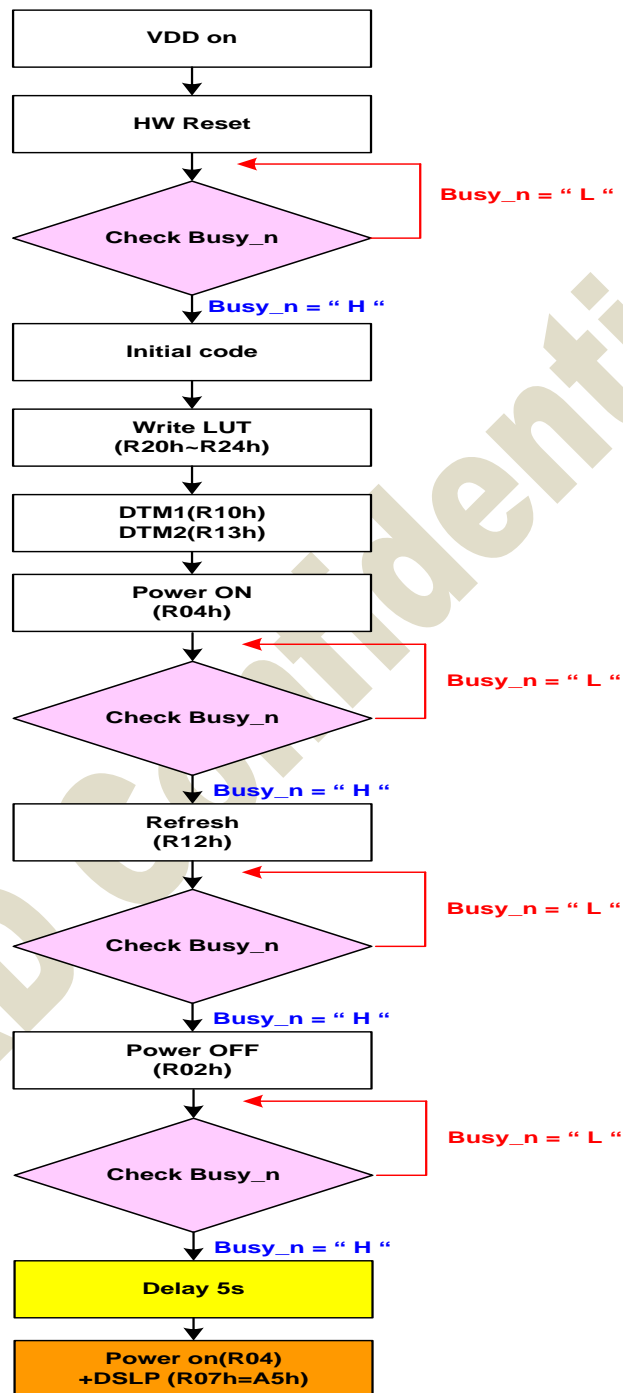 VDD on
HW Reset
Busy_n = “ L “
Check Busy_n
Busy_n = “ H “
Initial code
Write LUT
(R20h~R24h)
DTM1(R10h)
DTM2(R13h)
Power ON
(R04h)
Busy_n = “ L “
Check Busy_n
Busy_n = “ H “
Refresh
(R12h)
Busy_n = “ L “
Check Busy_n
Busy_n = “ H “
Power OFF
(R02h)
Busy_n = “ L “
Check Busy_n
Busy_n = “ H “
Delay 5s
Power on(R04)
+DSLP (R07h=A5h)